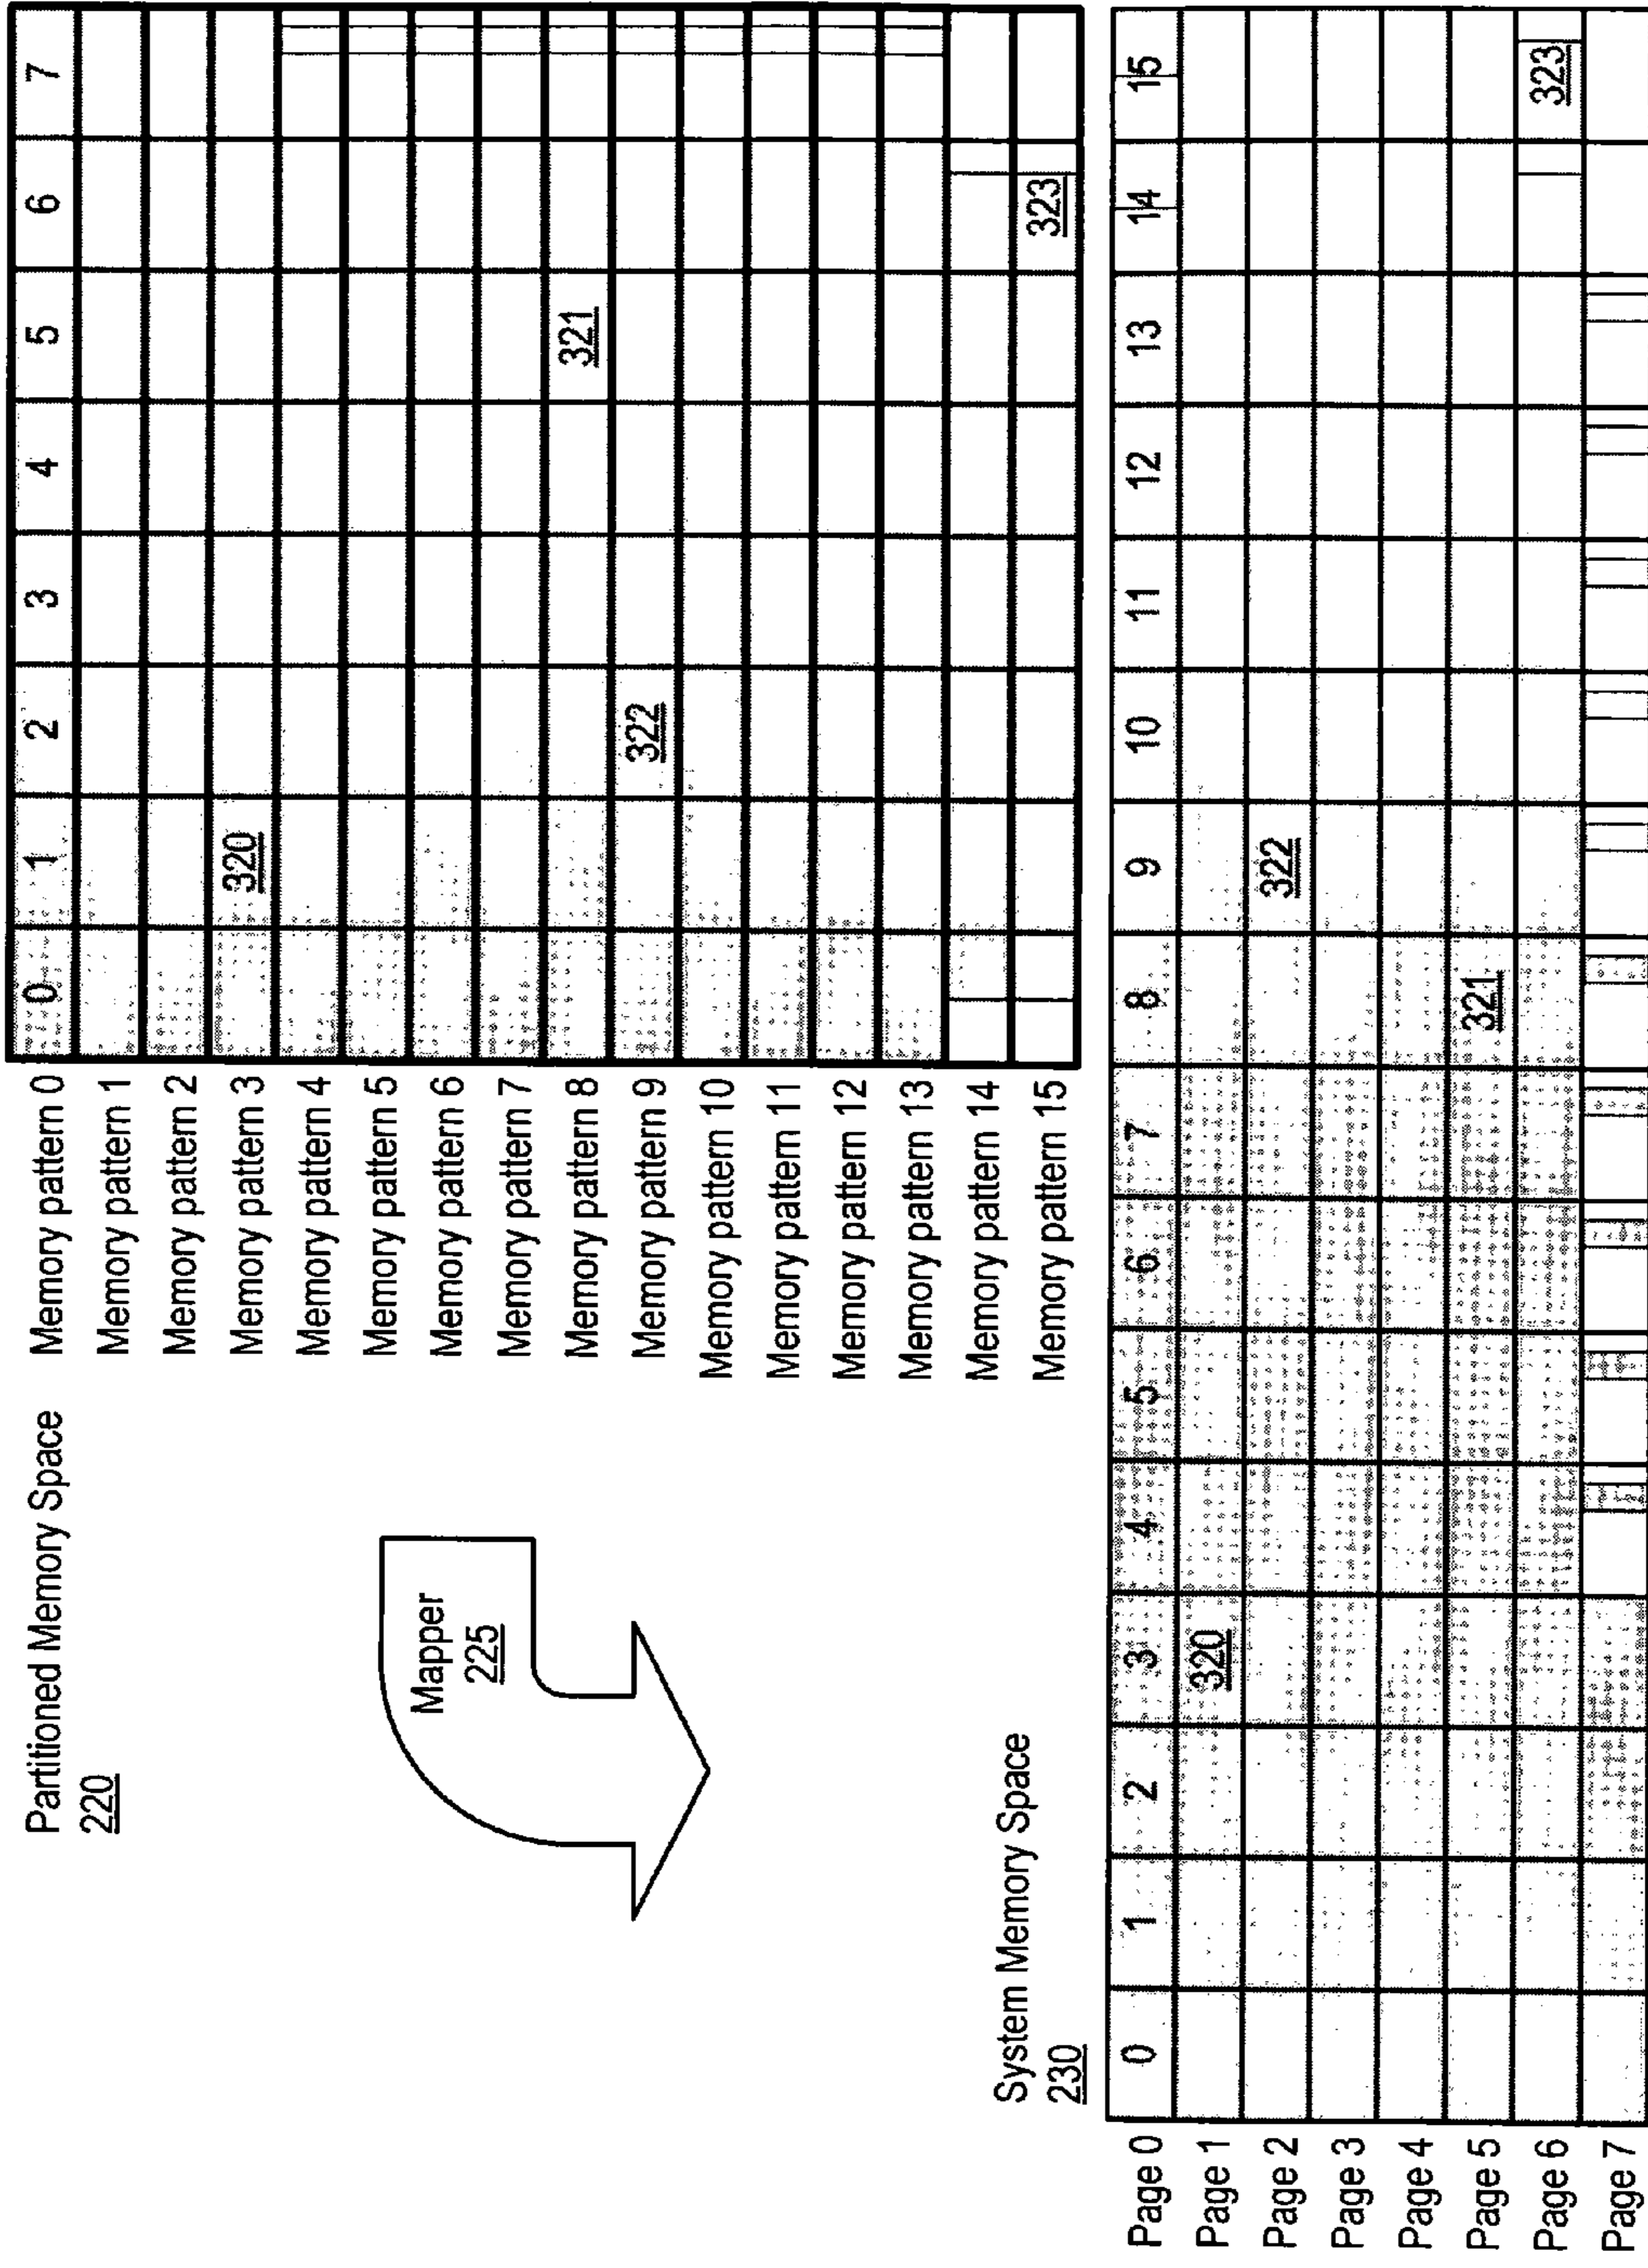 Partitioned Memory Space
220
Memory pattern 0 0 1 2 3 4 5 6 7
Memory pattern 1
Memory pattern 2
Memory pattern 3 320
Memory pattern 4
Memory pattern 5
Memory pattern 6
Memory pattern 7
Memory pattern 8 321
Memory pattern 9 322
Memory pattern 10
Memory pattern 11
Memory pattern 12
Memory pattern 13
Memory pattern 14
Memory pattern 15 323
Mapper
225
System Memory Space
230
Page 0 0 1 2 3 4 5 6 7 8 9 10 11 12 13 14 15
Page 1 320
Page 2 322
Page 3
Page 4
Page 5 321
Page 6 323
Page 7